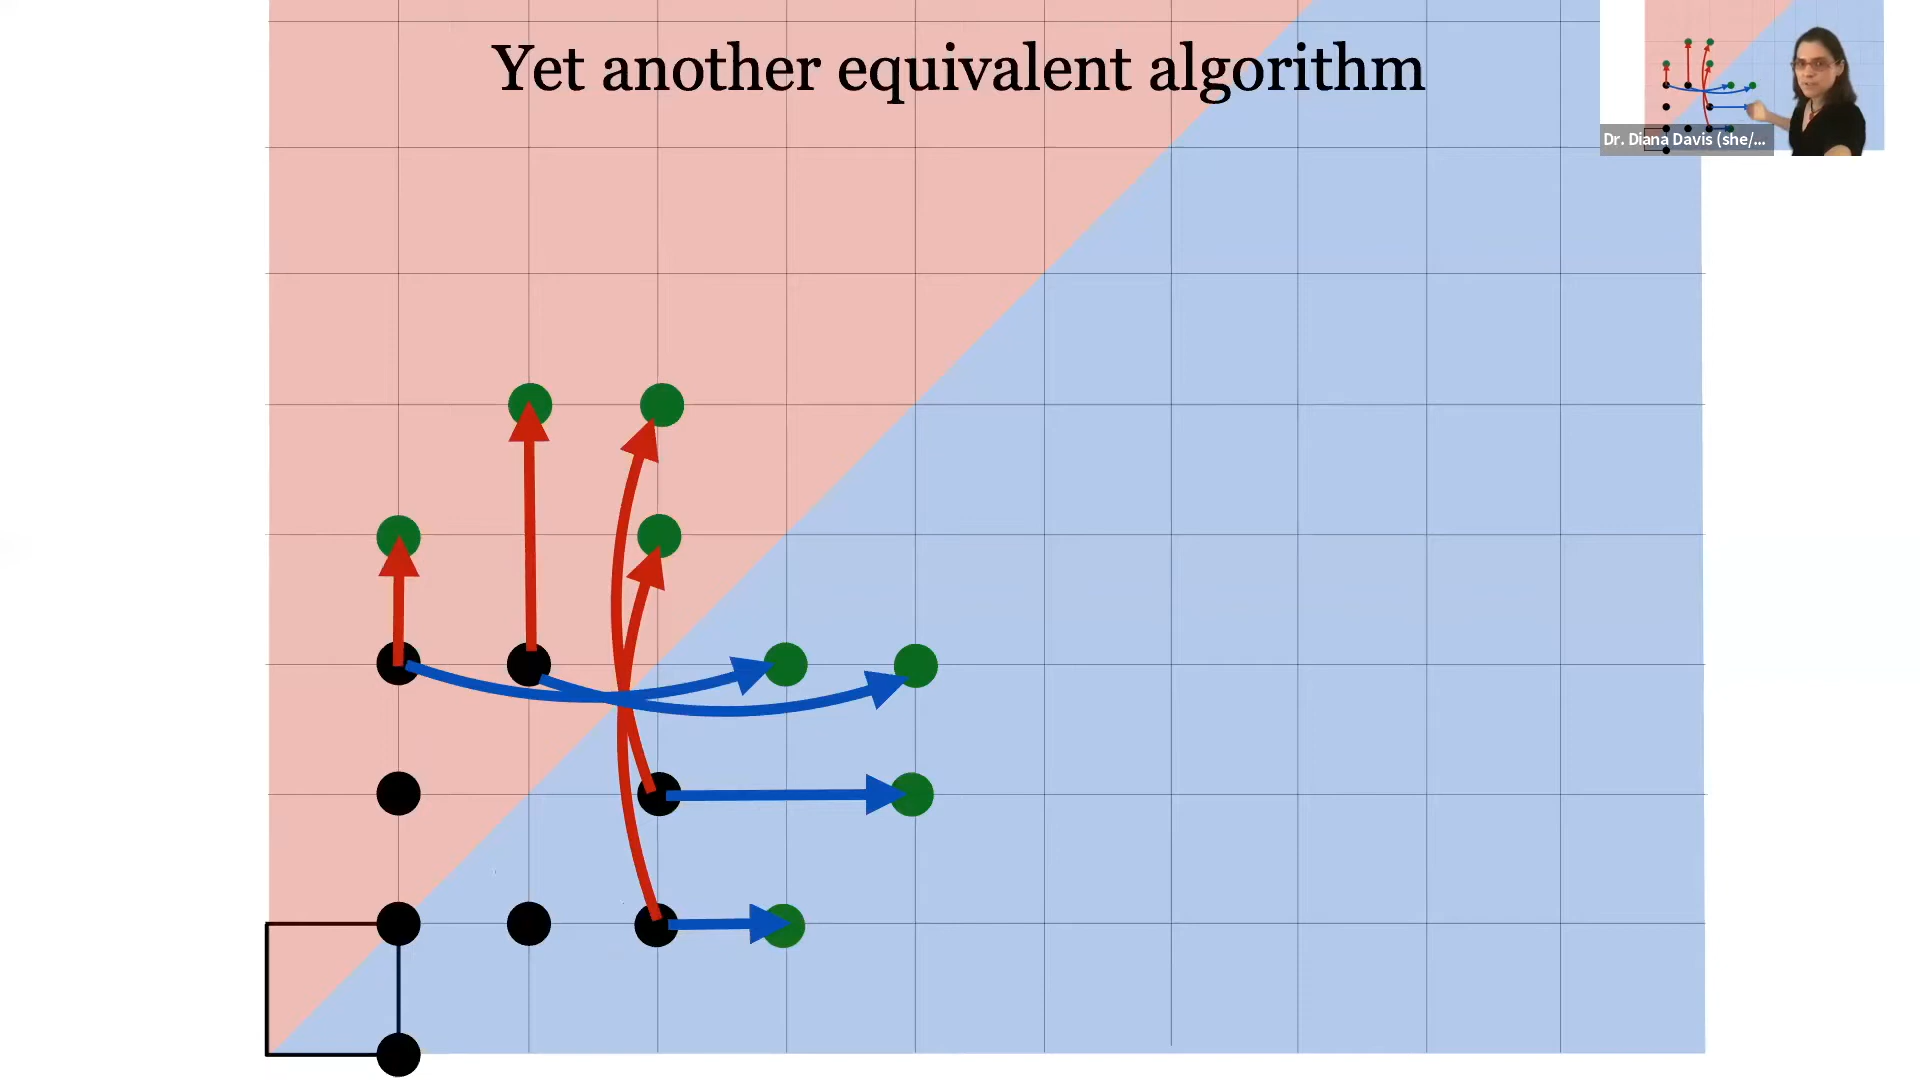 Yet another equivalent algorithm
Dr. Diana Davis (she/...